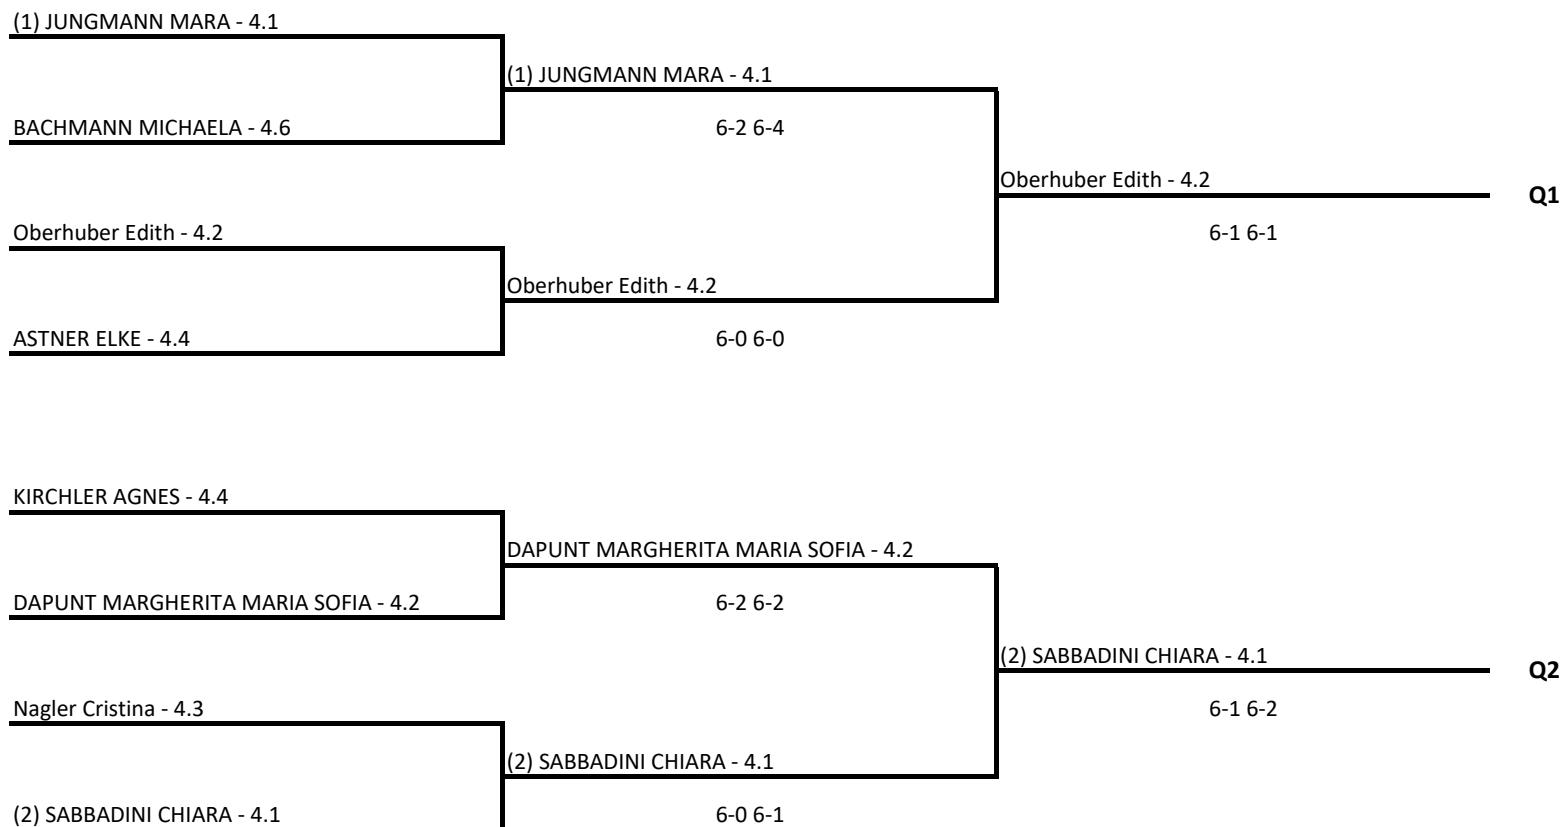 (1) JUNGMANN MARA - 4.1
(1) JUNGMANN MARA - 4.1
BACHMANN MICHAELA - 4.6
6-2 6-4
Oberhuber Edith - 4.2
Q1
Oberhuber Edith - 4.2
6-1 6-1
Oberhuber Edith - 4.2
ASTNER ELKE - 4.4
6-0 6-0
KIRCHLER AGNES - 4.4
DAPUNT MARGHERITA MARIA SOFIA - 4.2
DAPUNT MARGHERITA MARIA SOFIA - 4.2
6-2 6-2
(2) SABBADINI CHIARA - 4.1
Q2
Nagler Cristina - 4.3
6-1 6-2
(2) SABBADINI CHIARA - 4.1
(2) SABBADINI CHIARA - 4.1
6-0 6-1